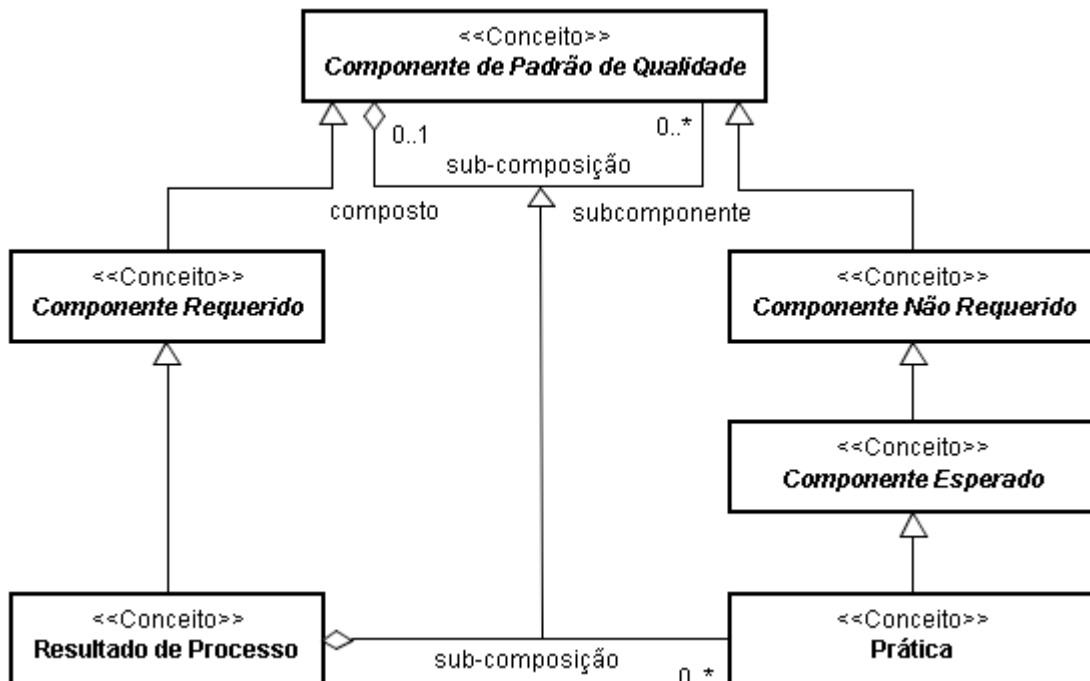 <<Conceito>>
Componente de Padrão de Qualidade
0..1
0..*
sub-composição
composto
subcomponente
<<Conceito>>
Componente Requerido
<<Conceito>>
Componente Não Requerido
<<Conceito>>
Componente Esperado
<<Conceito>>
Resultado de Processo
<<Conceito>>
Prática
sub-composição
0..*